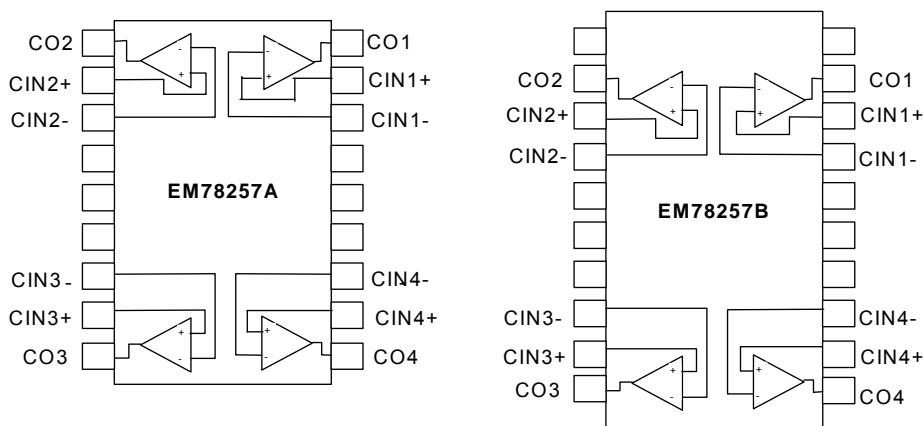 CO2
CO1
CIN2+
CIN1+
CIN2-
CIN1-
EM78257A
CIN3-
CIN4-
CIN3+
CIN4+
CO3
CO4
- + - +
+ - + -
CO2
CO1
CIN2+
CIN1+
CIN2-
CIN1-
EM78257B
CIN3-
CIN4-
CIN3+
CIN4+
CO3
CO4
- + - +
+ - + -